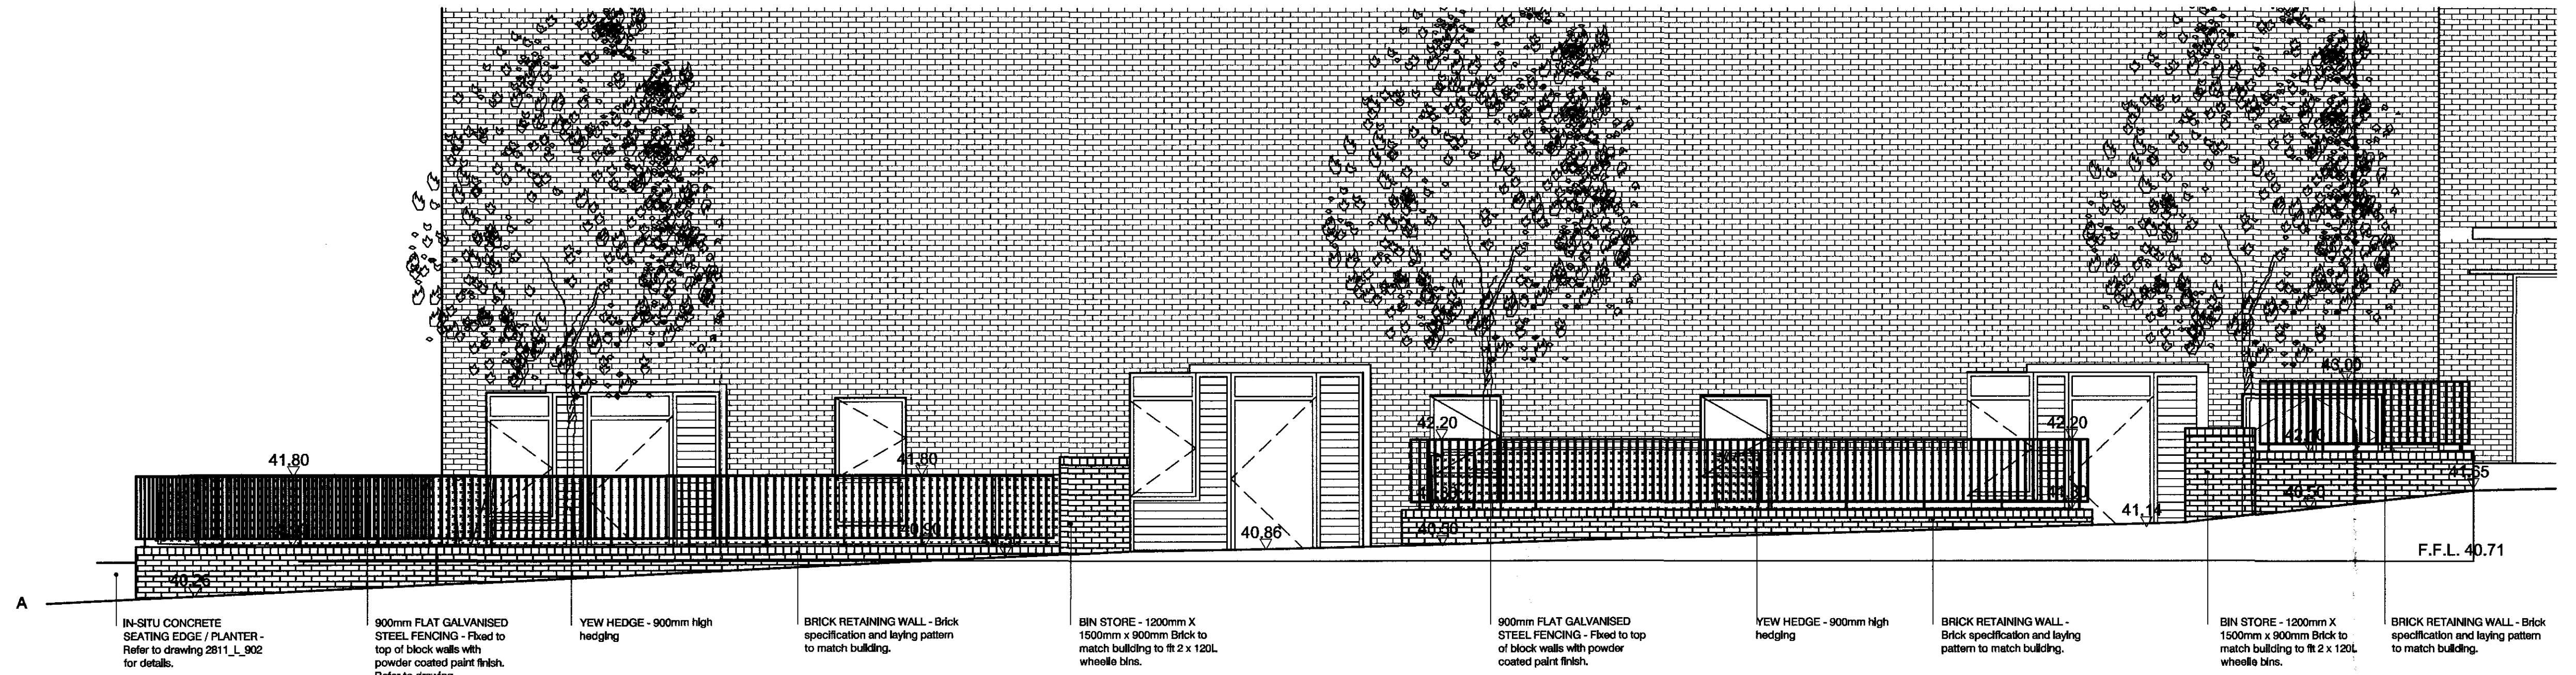 43.00
42.20
42.20
42.10
41.80
41.80
41.65
40.90
40.50
40.50
41.14
40.86
F.F.L. 40.71
40.26
A
IN-SITU CONCRETE
SEATING EDGE / PLANTER -
Refer to drawing 2811_L_902
for details.
900mm FLAT GALVANISED
STEEL FENCING - Fixed to
top of block walls with
powder coated paint finish.
Refer to drawing
YEW HEDGE - 900mm high
hedging
BRICK RETAINING WALL - Brick
specification and laying pattern
to match building.
BIN STORE - 1200mm X
1500mm x 900mm Brick to
match building to fit 2 x 120L
wheelie bins.
900mm FLAT GALVANISED
STEEL FENCING - Fixed to top
of block walls with powder
coated paint finish.
YEW HEDGE - 900mm high
hedging
BRICK RETAINING WALL -
Brick specification and laying
pattern to match building.
BIN STORE - 1200mm X
1500mm x 900mm Brick to
match building to fit 2 x 120L
wheelie bins.
BRICK RETAINING WALL - Brick
specification and laying pattern
to match building.